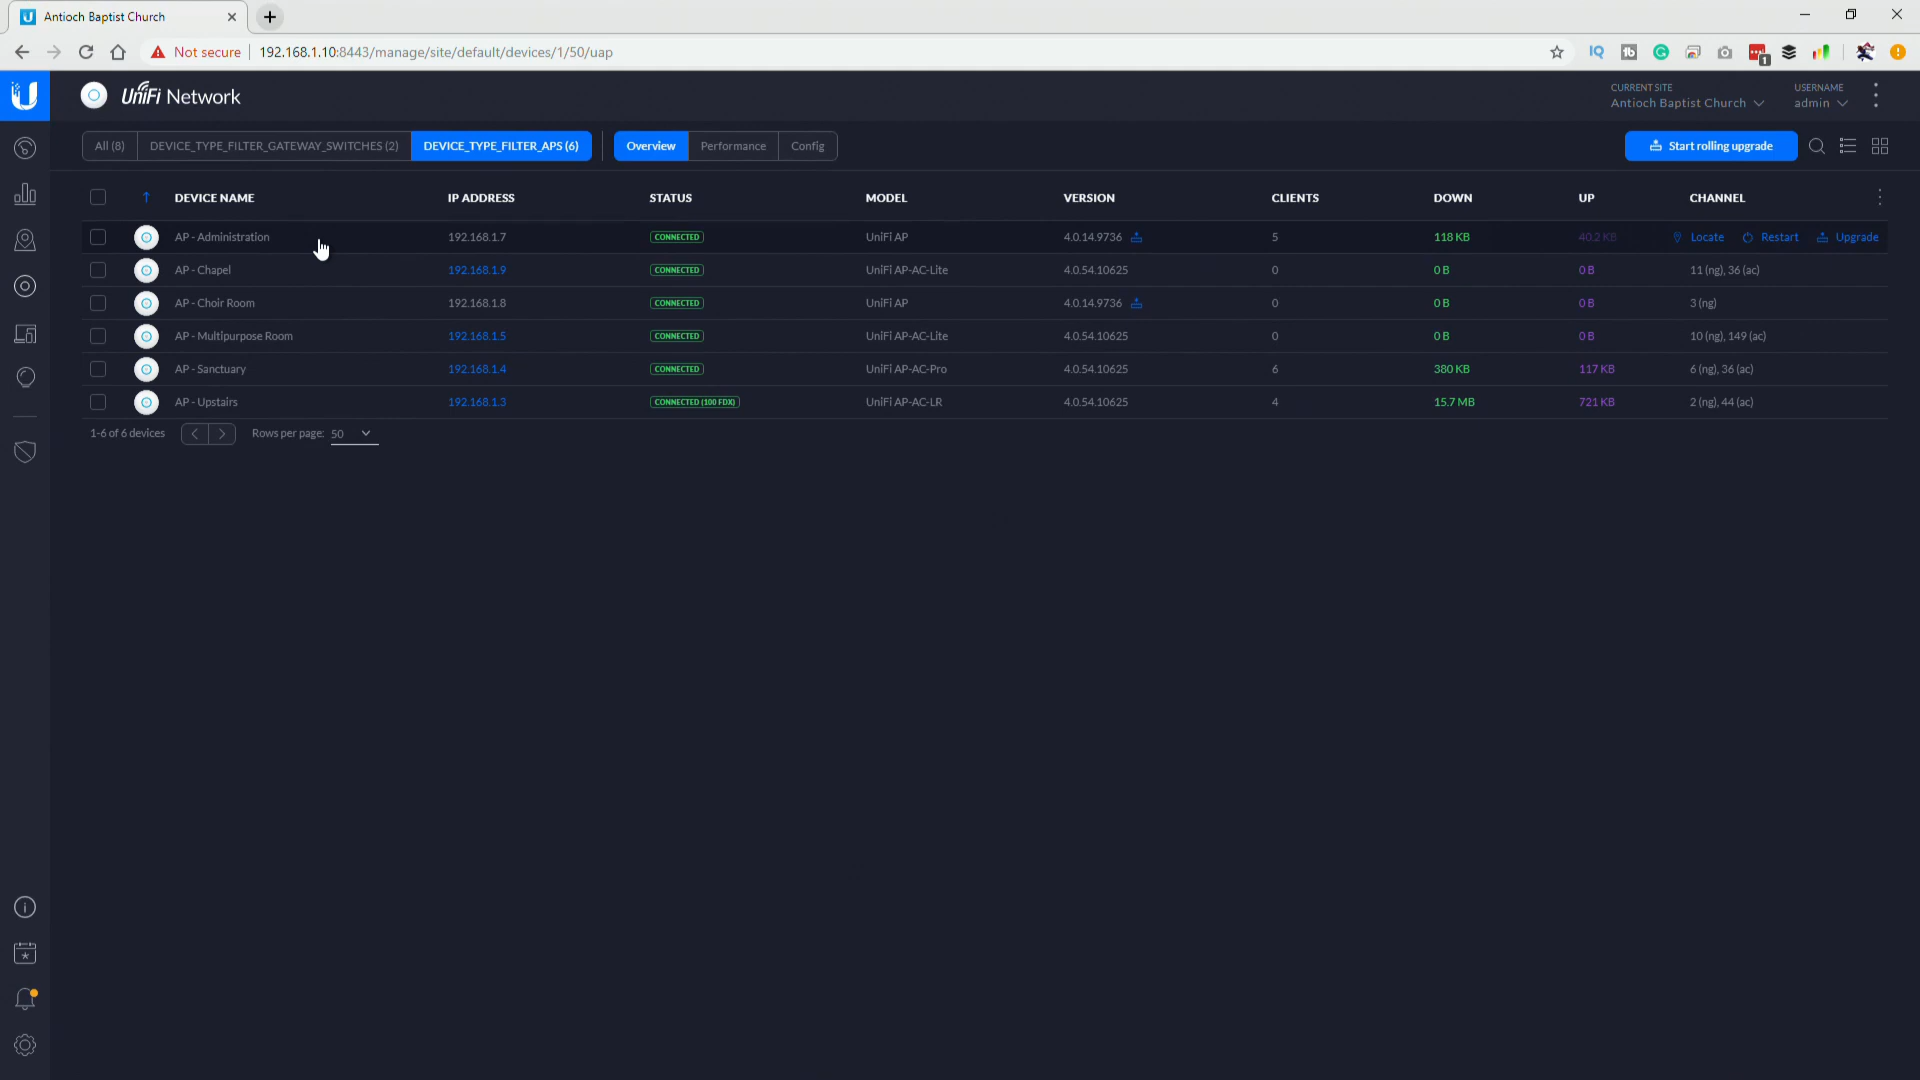 Antioch Baptist Church
Not secure 192.168.1.10:8443/manage/site/default/devices/1/50/uap
UniFi Network
CURRENT SITE
Antioch Baptist Church
USERNAME
admin
All (8) DEVICE_TYPE_FILTER_GATEWAY_SWITCHES (2) DEVICE_TYPE_FILTER_APS (6) Overview Performance Config Start rolling upgrade
DEVICE NAME IP ADDRESS STATUS MODEL VERSION CLIENTS DOWN UP CHANNEL
AP - Administration 192.168.1.7 CONNECTED UniFi AP 4.0.14.9736 5 118 KB 40.2 KB Locate Restart Upgrade
AP - Chapel 192.168.1.9 CONNECTED UniFi AP-AC-Lite 4.0.54.10625 0 0 B 0 B 11 (ng), 36 (ac)
AP - Choir Room 192.168.1.8 CONNECTED UniFi AP 4.0.14.9736 0 0 B 0 B 3 (ng)
AP - Multipurpose Room 192.168.1.5 CONNECTED UniFi AP-AC-Lite 4.0.54.10625 0 0 B 0 B 10 (ng), 149 (ac)
AP - Sanctuary 192.168.1.4 CONNECTED UniFi AP-AC-Pro 4.0.54.10625 6 380 KB 117 KB 6 (ng), 36 (ac)
AP - Upstairs 192.168.1.3 CONNECTED (100 FDX) UniFi AP-AC-LR 4.0.54.10625 4 15.7 MB 721 KB 2 (ng), 44 (ac)
1-6 of 6 devices Rows per page: 50